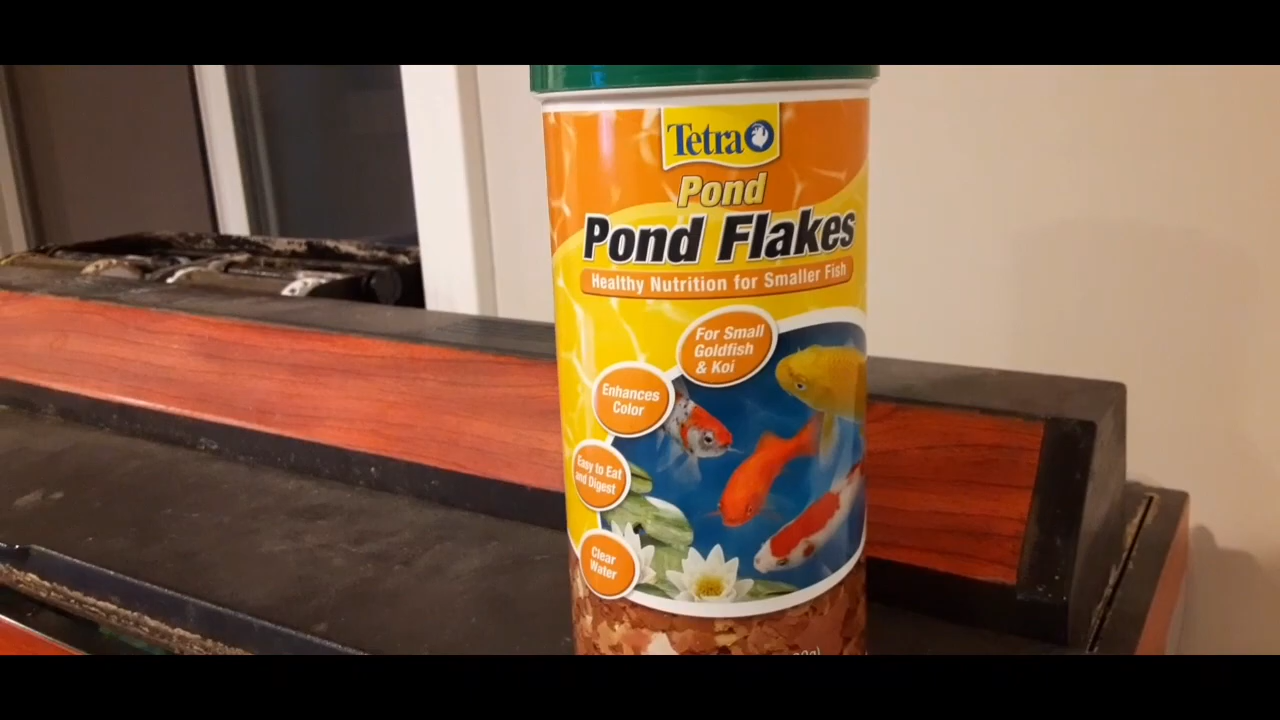 Tetra
Pond
Pond Flakes
Healthy Nutrition for Smaller Fish
For Small
Goldfish
& Koi
Enhances
Color
Easy to Eat
and Digest
Clear
Water